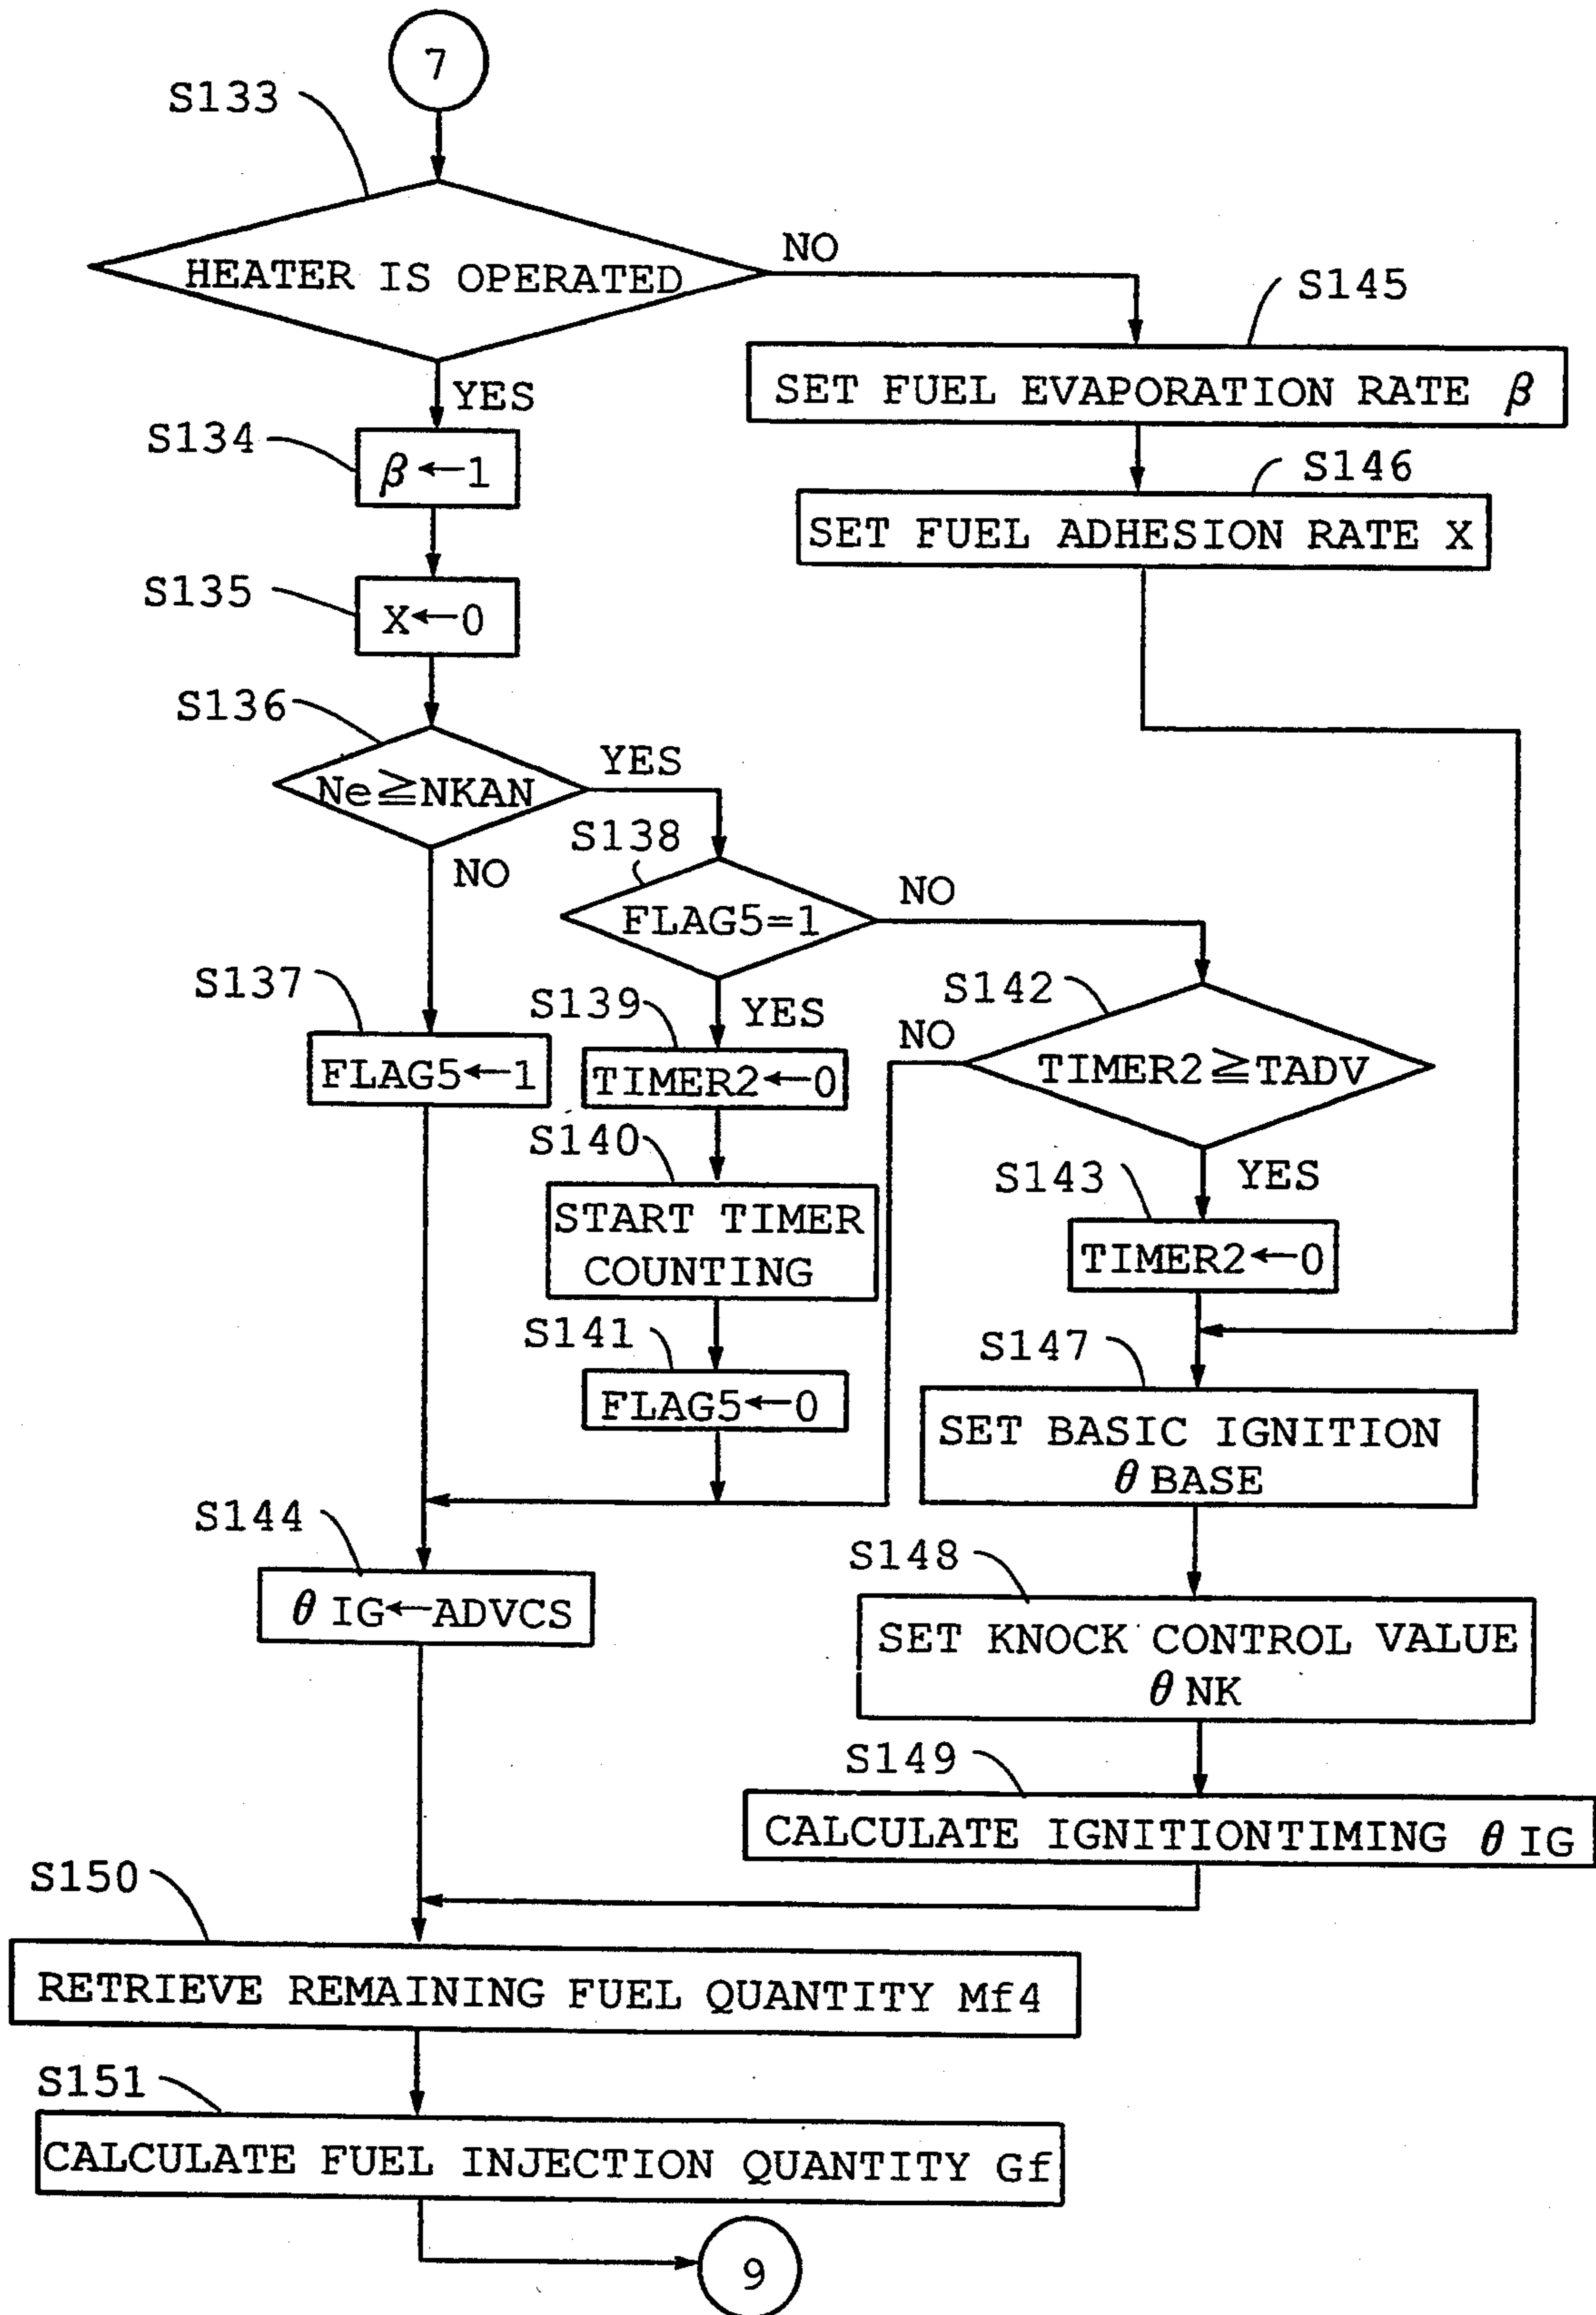 7
S133
HEATER IS OPERATED
NO
YES
S145
SET FUEL EVAPORATION RATE β
S134
β←1
S146
SET FUEL ADHESION RATE X
S135
X←0
S136
Ne≧NKAN
YES
NO
S138
FLAG5=1
NO
YES
S137
FLAG5←1
S139
TIMER2←0
S142
NO
TIMER2≧TADV
YES
S140
START TIMER
COUNTING
S143
TIMER2←0
S141
FLAG5←0
S147
SET BASIC IGNITION
θ BASE
S144
θ IG←ADVCS
S148
SET KNOCK CONTROL VALUE
θ NK
S149
CALCULATE IGNITIONTIMING θ IG
S150
RETRIEVE REMAINING FUEL QUANTITY Mf4
S151
CALCULATE FUEL INJECTION QUANTITY Gf
9